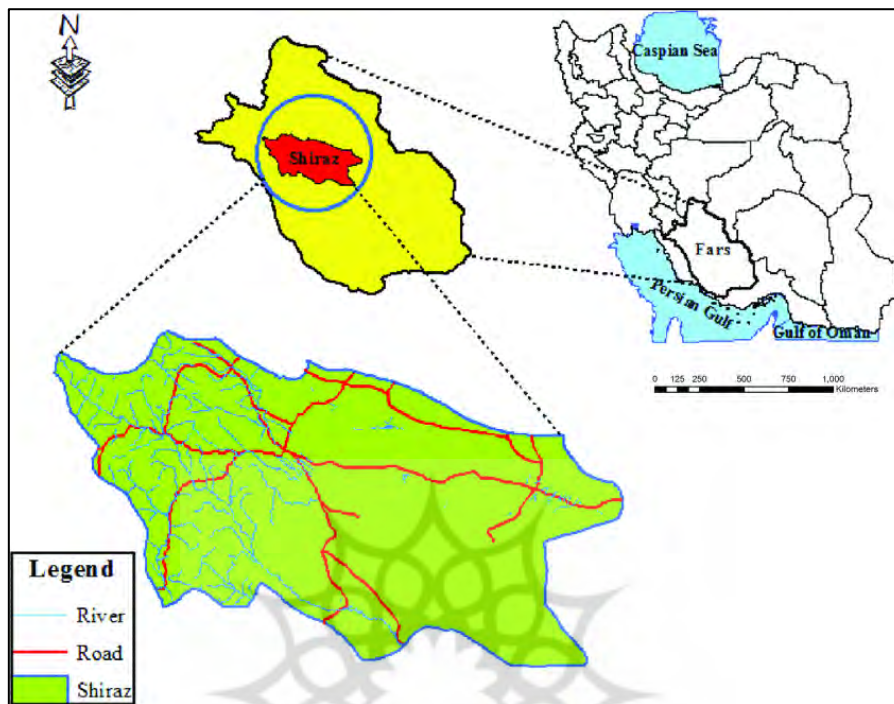 N
Caspian Sea
Shiraz
Fars
Persian Gulf
Gulf of Oman
0 125 250 500 750 1,000
Kilometers
Legend
River
Road
Shiraz